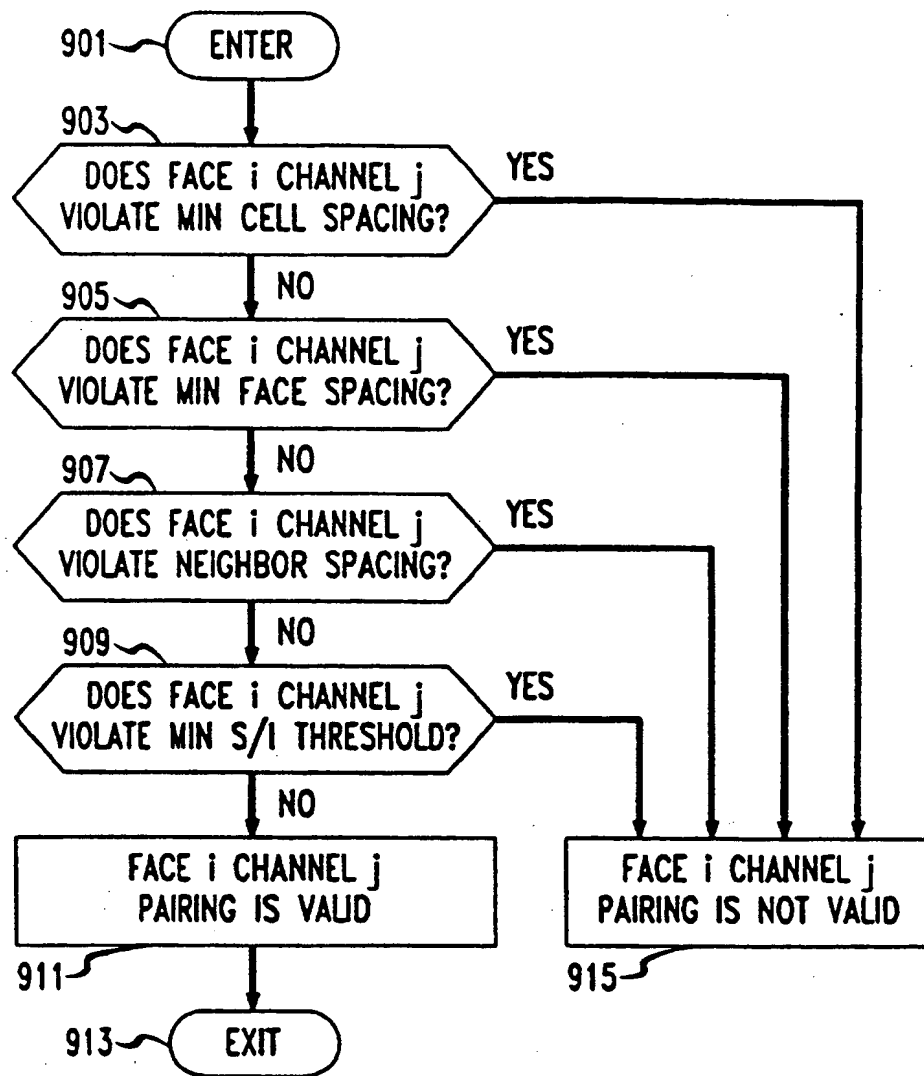 901
ENTER
903
DOES FACE i CHANNEL j
VIOLATE MIN CELL SPACING?
YES
NO
905
DOES FACE i CHANNEL j
VIOLATE MIN FACE SPACING?
YES
NO
907
DOES FACE i CHANNEL j
VIOLATE NEIGHBOR SPACING?
YES
NO
909
DOES FACE i CHANNEL j
VIOLATE MIN S/I THRESHOLD?
YES
NO
FACE i CHANNEL j
PAIRING IS VALID
911
FACE i CHANNEL j
PAIRING IS NOT VALID
915
913
EXIT